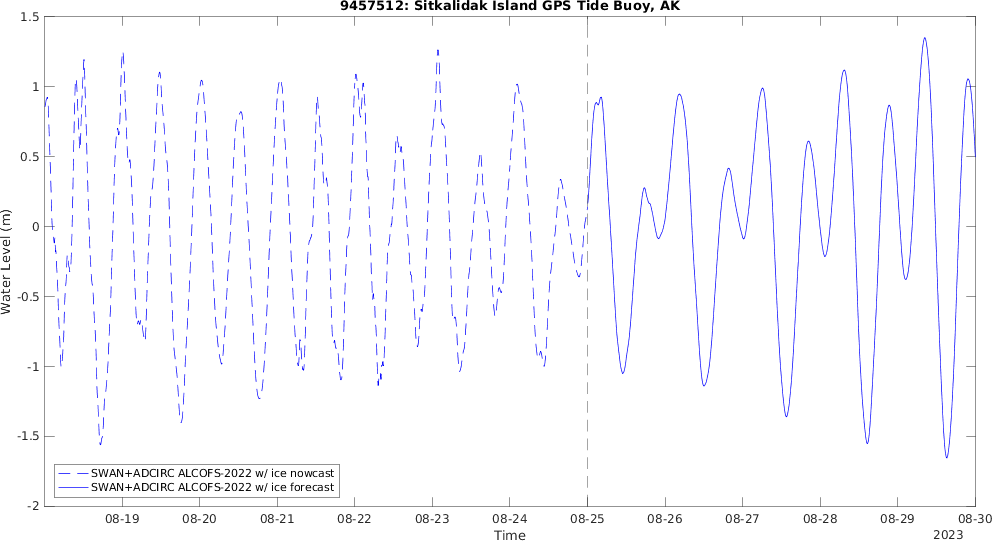 9457512: Sitkalidak Island GPS Tide Buoy, AK
1.5
1
0.5
0
-0.5
-1
-1.5
-2
Water Level (m)
SWAN+ADCIRC ALCOFS-2022 w/ ice nowcast
SWAN+ADCIRC ALCOFS-2022 w/ ice forecast
08-19 08-20 08-21 08-22 08-23 08-24 08-25 08-26 08-27 08-28 08-29 08-30
Time
2023